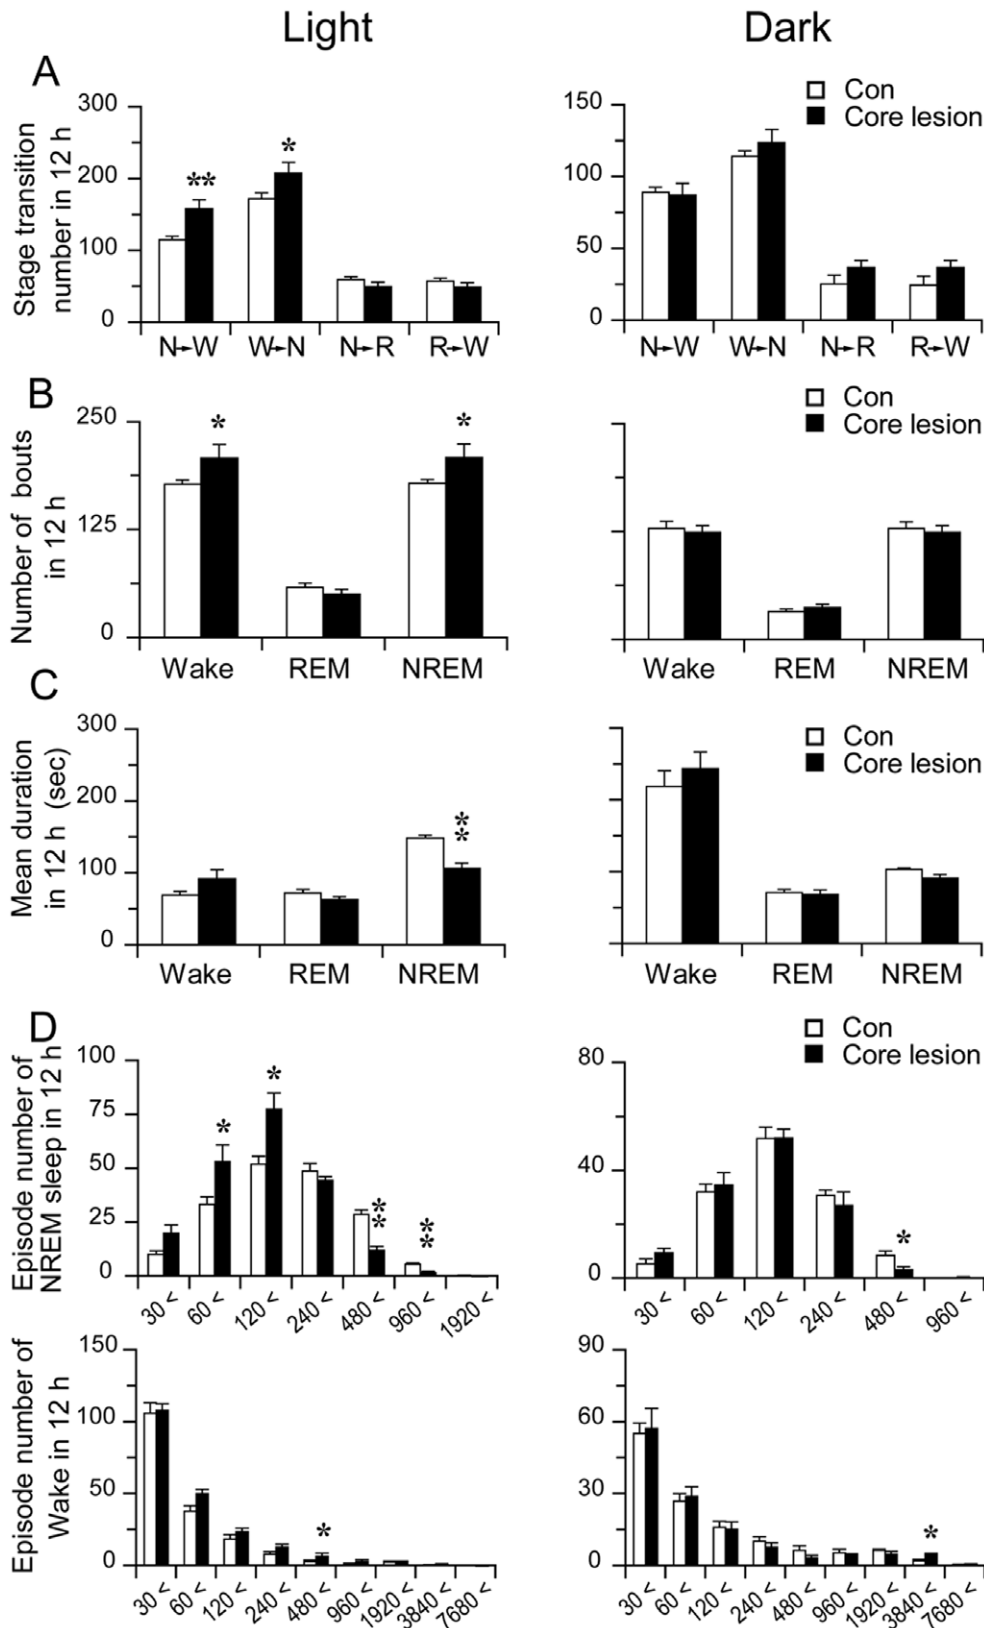 Light Dark
A
Stage transition
number in 12 h
300
200
100
0
** *
N→W W→N N→R R→W
150
100
50
0
Con
Core lesion
N→W W→N N→R R→W
B
Number of bouts
in 12 h
250
125
0
* *
Wake REM NREM
Con
Core lesion
Wake REM NREM
C
Mean duration
in 12 h (sec)
300
200
100
0
**
Wake REM NREM
Con
Core lesion
Wake REM NREM
D
Episode number of
NREM sleep in 12 h
100
75
50
25
0
* * ** **
30< 60< 120< 240< 480< 960< 1920<
Con
Core lesion
80
40
0
*
30< 60< 120< 240< 480< 960<
Episode number of
Wake in 12 h
150
100
50
0
*
30< 60< 120< 240< 480< 960< 1920< 3840< 7680<
90
60
30
0
*
30< 60< 120< 240< 480< 960< 1920< 3840< 7680<